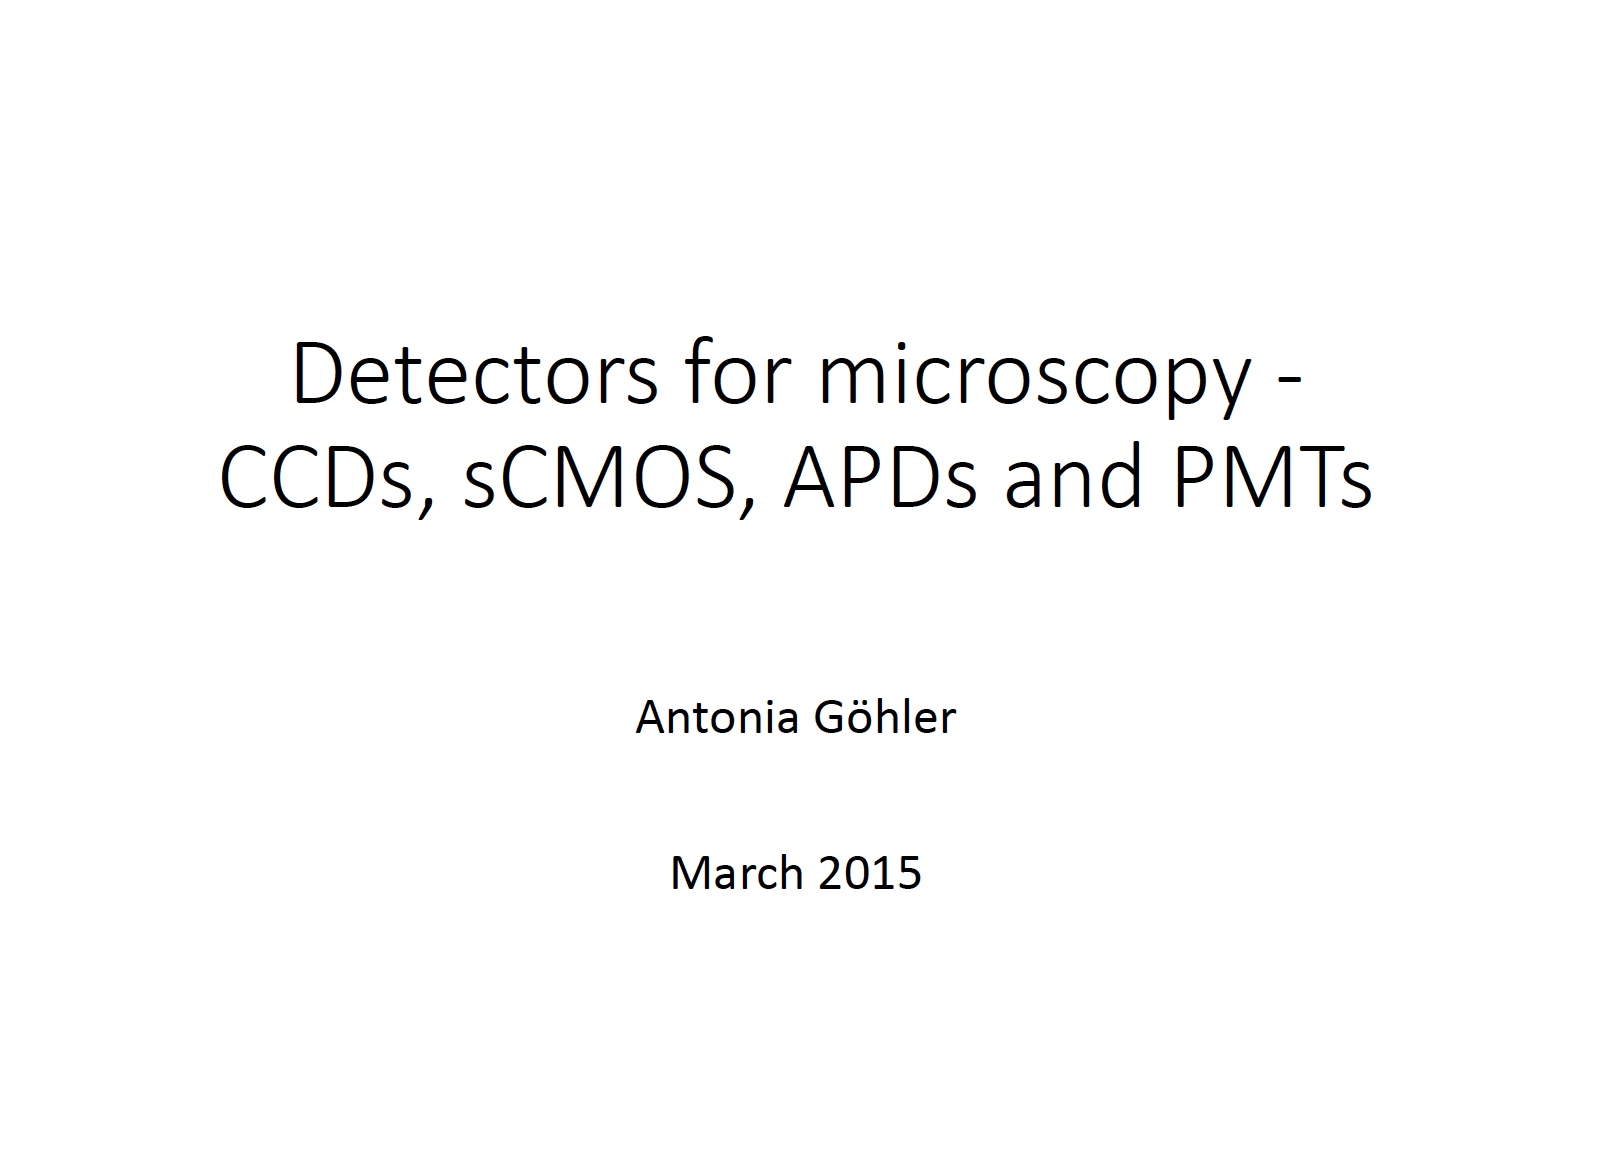 Detectors for microscopy -
CCDs, sCMOS, APDs and PMTs
Antonia Göhler
March 2015